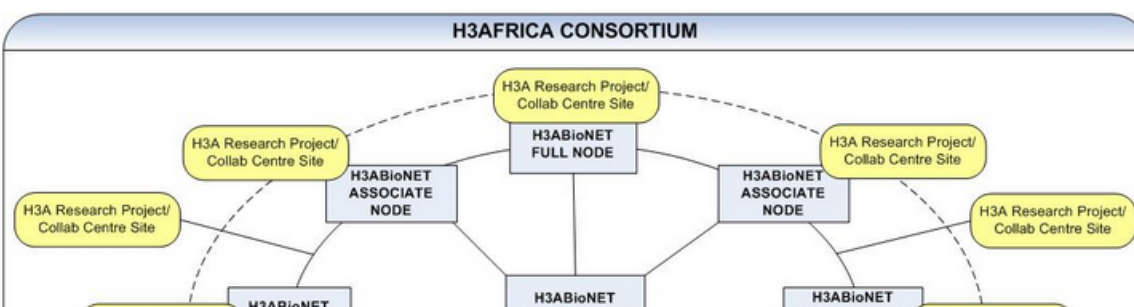 H3AFRICA CONSORTIUM
H3A Research Project/
Collab Centre Site
H3ABioNET
FULL NODE
H3A Research Project/
Collab Centre Site
H3A Research Project/
Collab Centre Site
H3ABioNET
ASSOCIATE
NODE
H3ABioNET
ASSOCIATE
NODE
H3A Research Project/
Collab Centre Site
H3A Research Project/
Collab Centre Site
H3ABioNET
H3ABioNET
H3ABioNET